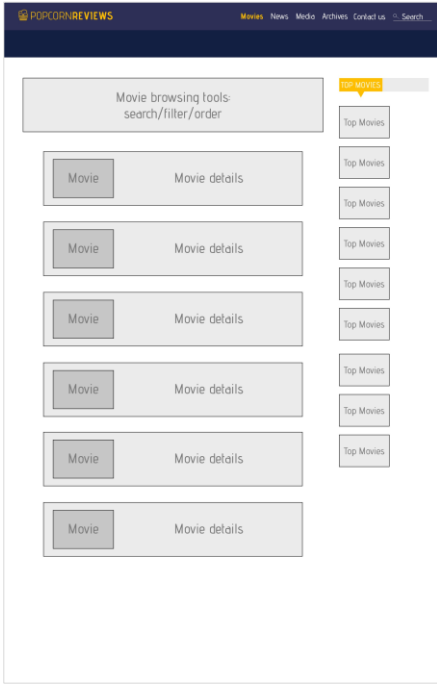 POPCORNREVIEWS
Movies News Media Archives Contact us Search
Movie browsing tools:
search/filter/order
TOP MOVIES
Movie
Movie details
Movie
Movie details
Movie
Movie details
Movie
Movie details
Movie
Movie details
Movie
Movie details
Top Movies
Top Movies
Top Movies
Top Movies
Top Movies
Top Movies
Top Movies
Top Movies
Top Movies